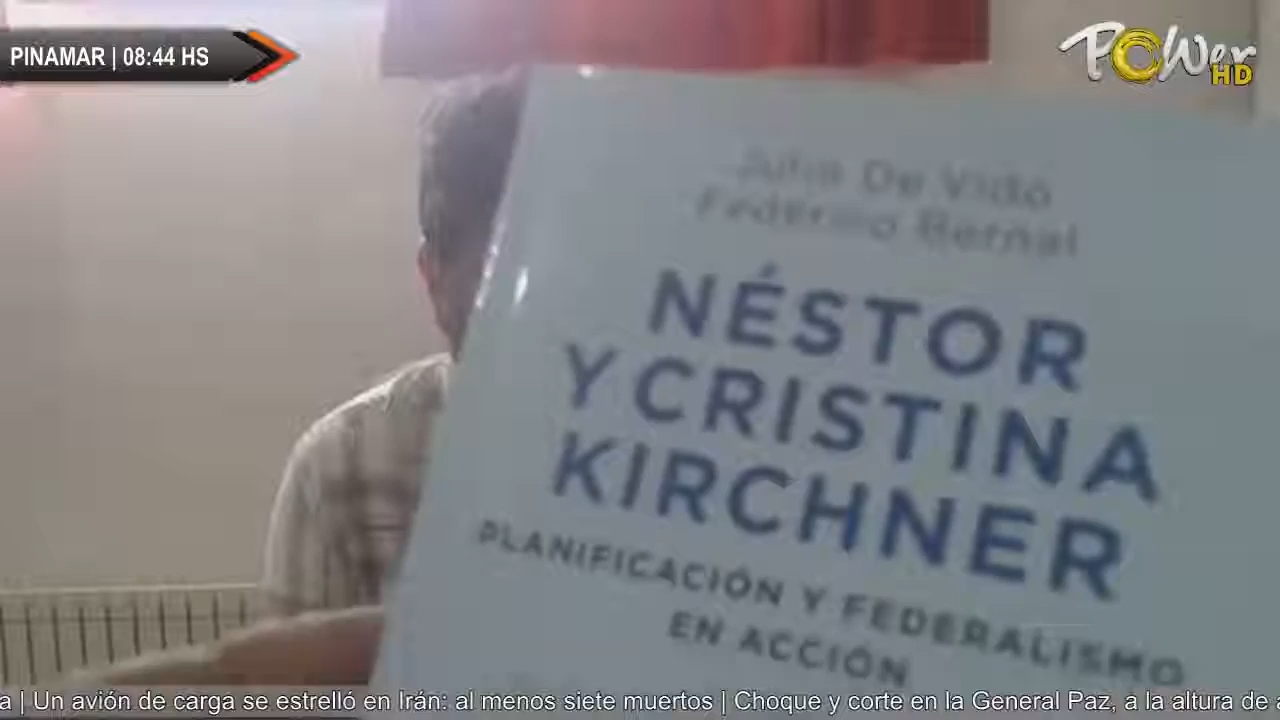 PINAMAR | 08:44 HS
POWer
HD
Julio De Vido
Federico Bernal
NÉSTOR
Y CRISTINA
KIRCHNER
PLANIFICACIÓN Y FEDERALISMO
EN ACCIÓN
a | Un avión de carga se estrelló en Irán: al menos siete muertos | Choque y corte en la General Paz, a la altura de